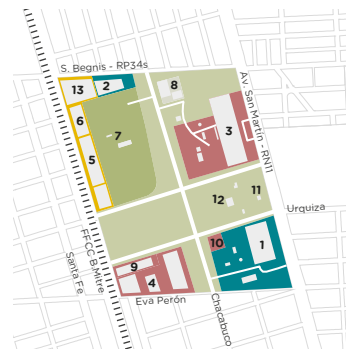 S. Begnis - RP34s
Av. San Martín - RN11
13
2
8
6
7
3
5
12
11
Urquiza
10
1
9
4
FFCC B.Mitre
Santa Fe
Eva Perón
Chacabuco